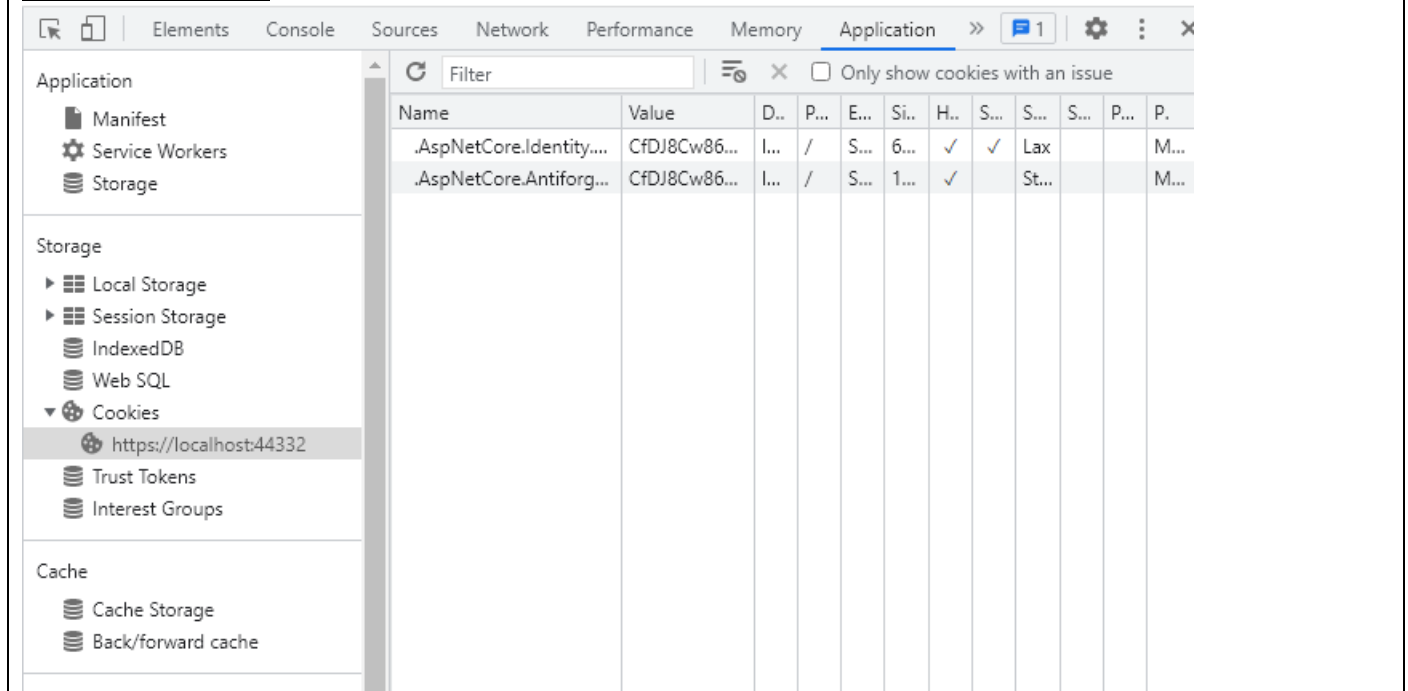 Elements Console Sources Network Performance Memory Application » 1
Application
Manifest
Service Workers
Storage
Storage
Local Storage
Session Storage
IndexedDB
Web SQL
Cookies
https://localhost:44332
Trust Tokens
Interest Groups
Cache
Cache Storage
Back/forward cache
Filter Only show cookies with an issue
Name Value D.. P... E... Si.. H.. S... S... S... P... P.
.AspNetCore.Identity.... CfDJ8Cw86... l... / S... 6... ✓ ✓ Lax M...
.AspNetCore.Antiforg... CfDJ8Cw86... l... / S... 1... ✓ St... M...